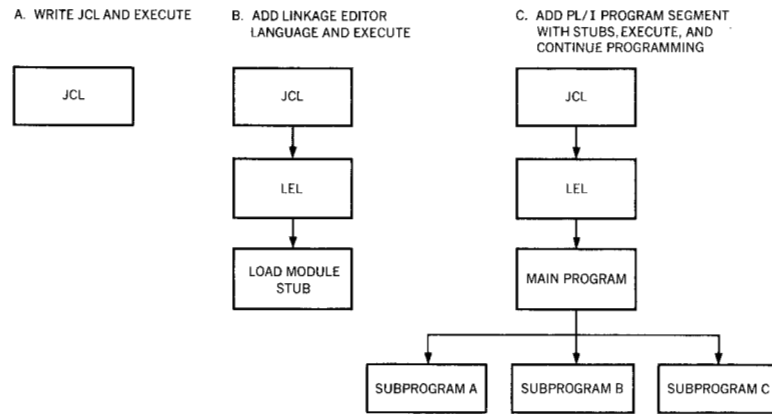 A. WRITE JCL AND EXECUTE
JCL
B. ADD LINKAGE EDITOR
LANGUAGE AND EXECUTE
JCL
LEL
LOAD MODULE
STUB
C. ADD PL/I PROGRAM SEGMENT
WITH STUBS, EXECUTE, AND
CONTINUE PROGRAMMING
JCL
LEL
MAIN PROGRAM
SUBPROGRAM A
SUBPROGRAM B
SUBPROGRAM C